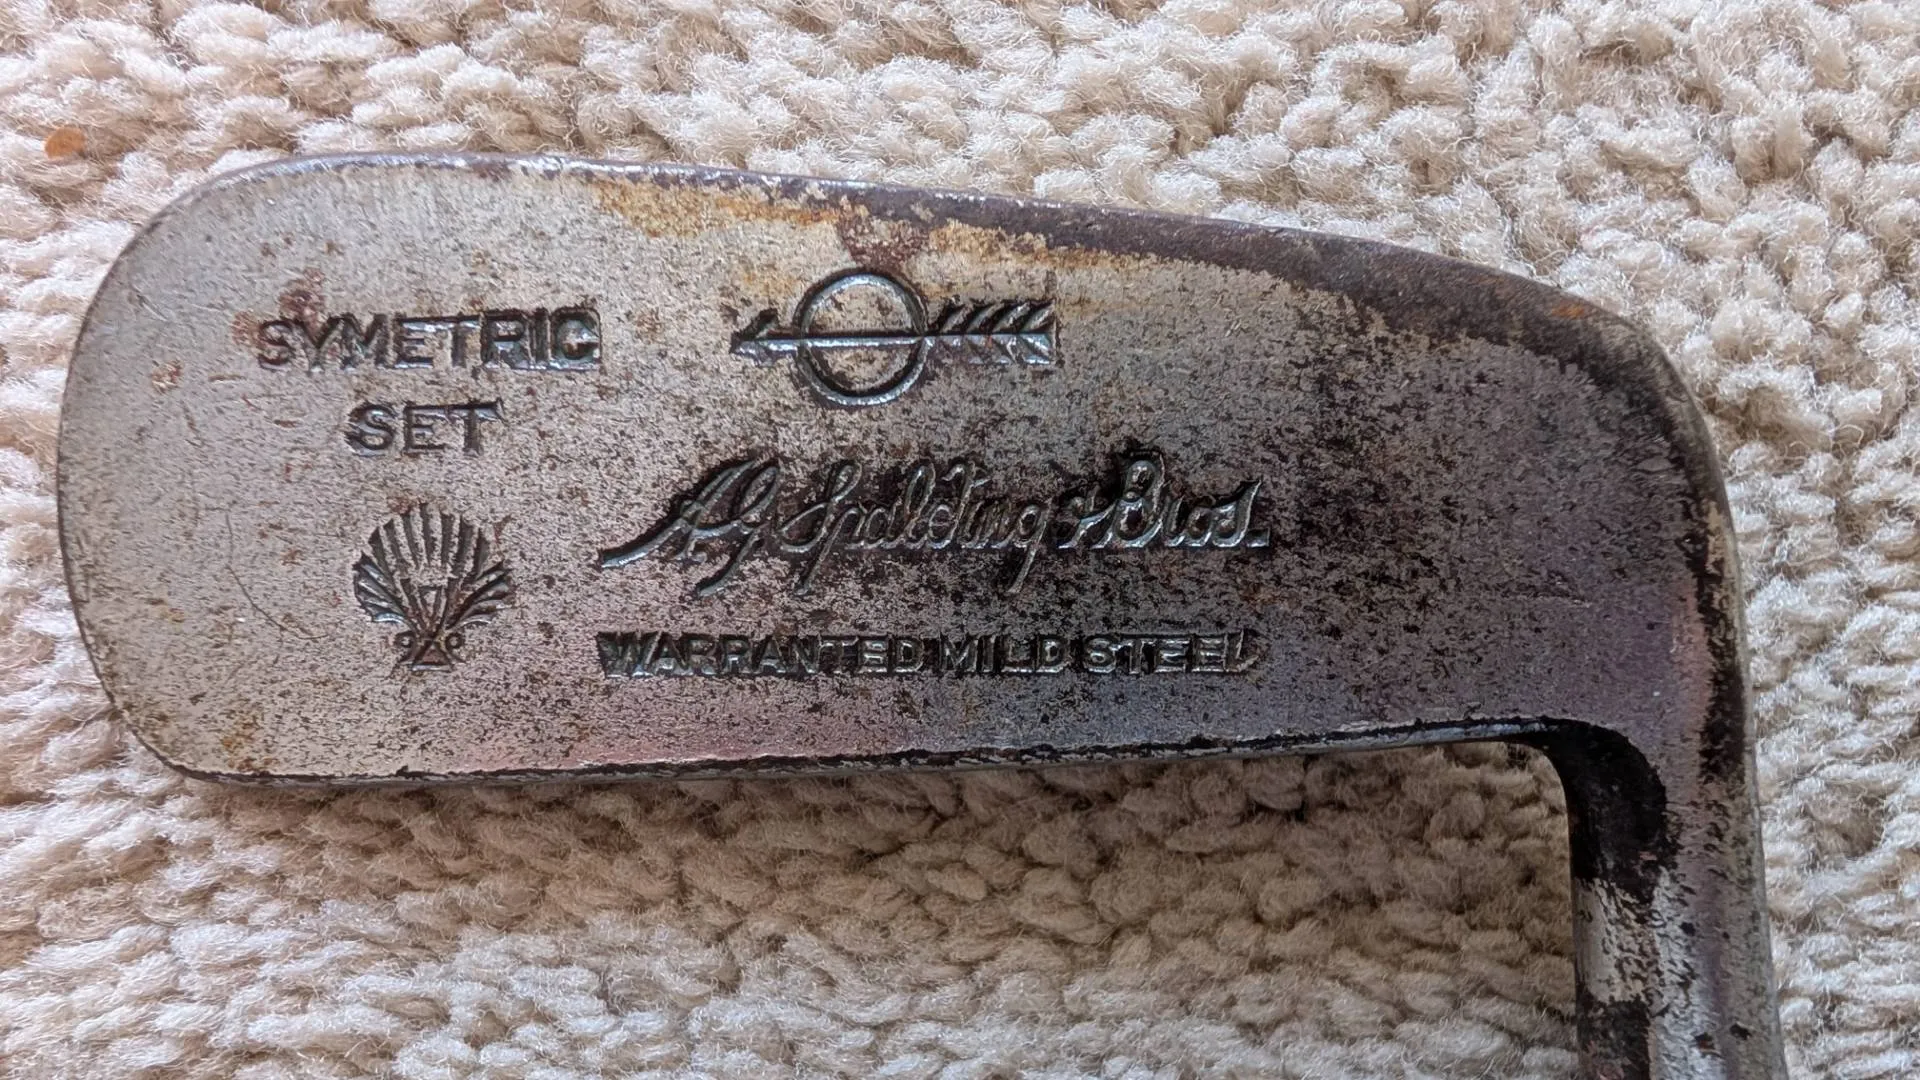 SYMETRIC
SET
A.G. Spalding & Bros.
WARRANTED MILD STEEL